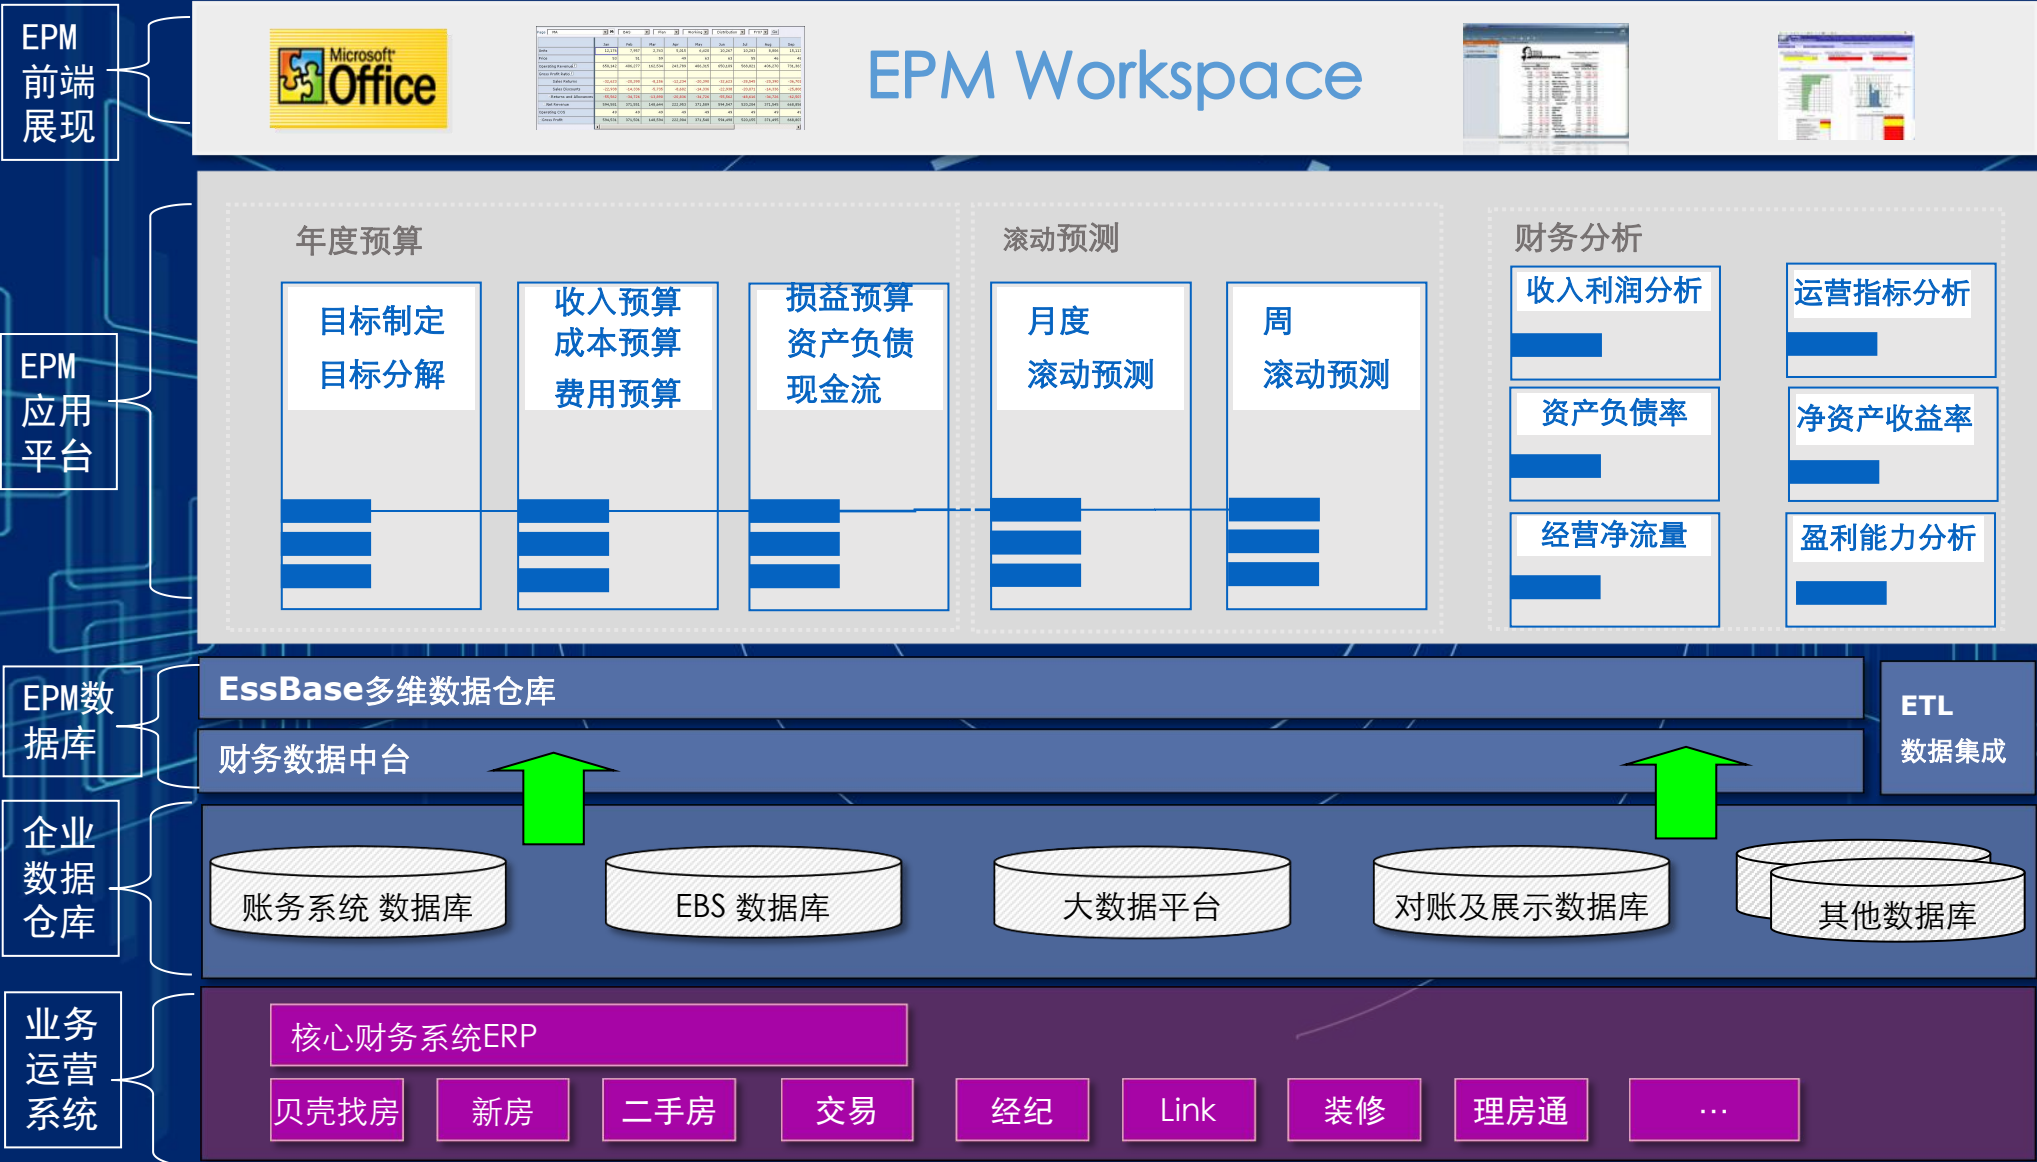 EPM
前端
展现
Microsoft
Office
EPM Workspace
EPM
应用
平台
年度预算
目标制定
目标分解
收入预算
成本预算
费用预算
损益预算
资产负债
现金流
滚动预测
月度
滚动预测
周
滚动预测
财务分析
收入利润分析
运营指标分析
资产负债率
净资产收益率
经营净流量
盈利能力分析
EPM数
据库
EssBase多维数据仓库
财务数据中台
ETL
数据集成
企业
数据
仓库
账务系统 数据库
EBS 数据库
大数据平台
对账及展示数据库
其他数据库
业务
运营
系统
核心财务系统ERP
贝壳找房
新房
二手房
交易
经纪
Link
装修
理房通
…